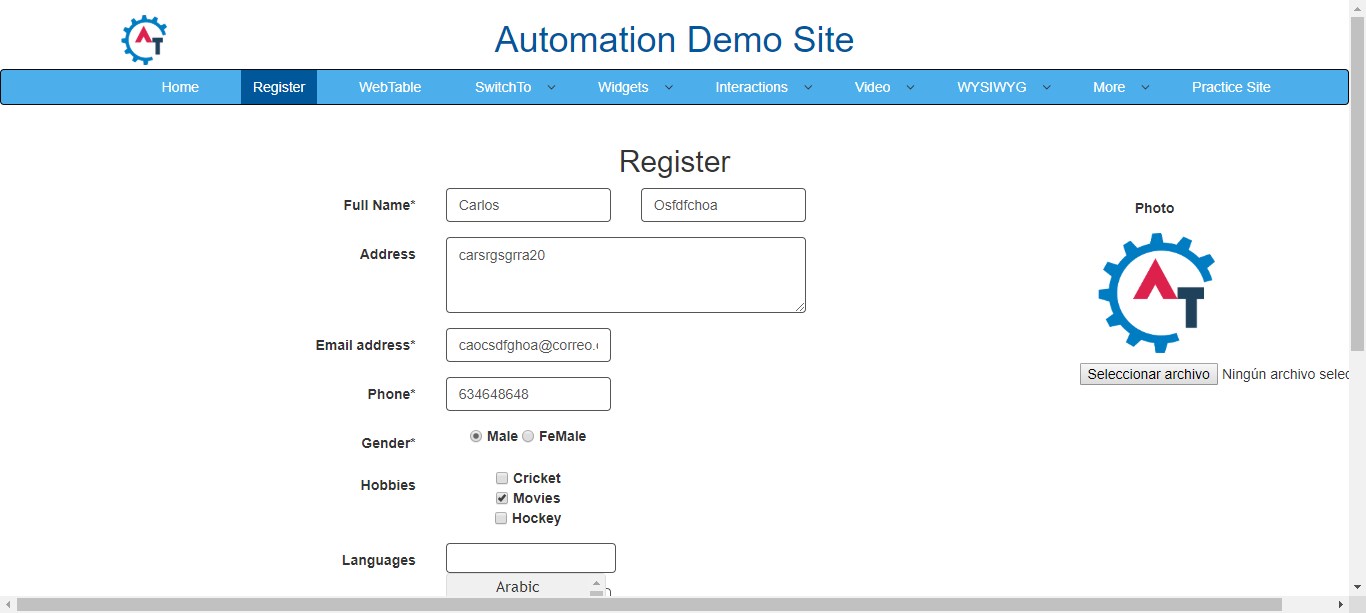 Automation Demo Site
Home Register WebTable SwitchTo Widgets Interactions Video WYSIWYG More Practice Site
Register
Full Name* Carlos Osfdfchoa
Photo
Address carsrgsgrra20
AT
Email address* caocsdfghoa@correo.
Seleccionar archivo Ningún archivo selec
Phone* 634648648
Gender* Male FeMale
Hobbies Cricket
Movies
Hockey
Languages
Arabic